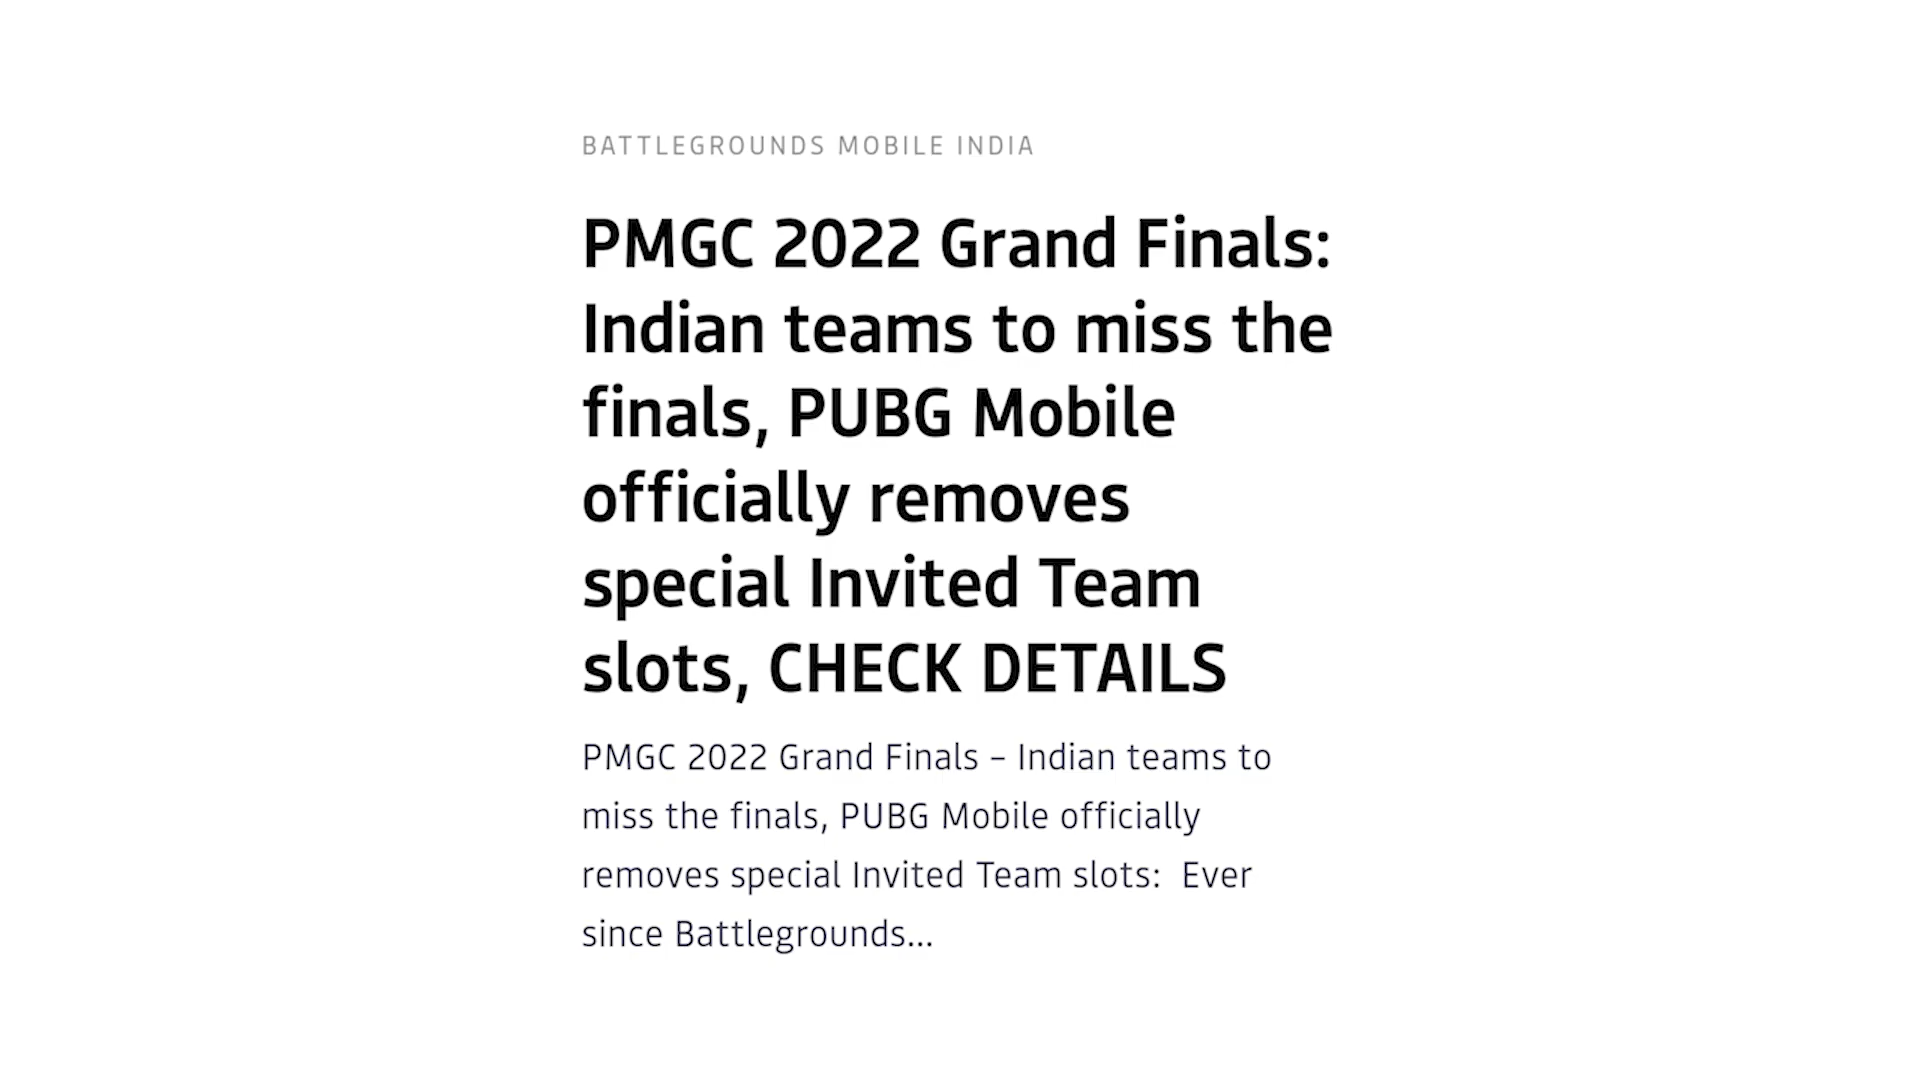 BATTLEGROUNDS MOBILE INDIA
PMGC 2022 Grand Finals:
Indian teams to miss the
finals, PUBG Mobile
officially removes
special Invited Team
slots, CHECK DETAILS
PMGC 2022 Grand Finals – Indian teams to
miss the finals, PUBG Mobile officially
removes special Invited Team slots:  Ever
since Battlegrounds...